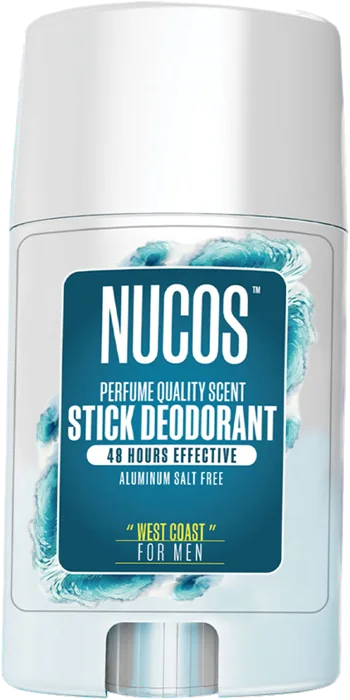 NUCOS™
PERFUME QUALITY SCENT
STICK DEODORANT
48 HOURS EFFECTIVE
ALUMINUM SALT FREE
"WEST COAST"
FOR MEN